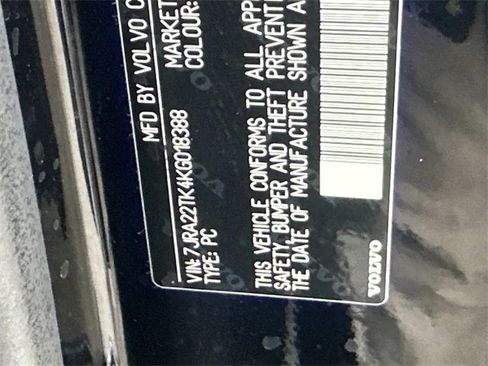 MFD BY VOLVO C
MARKET
COLOUR:
VIN: 7JRA22TK4KG018388
TYPE: PC
THIS VEHICLE CONFORMS TO ALL APP
SAFETY, BUMPER AND THEFT PREVENT
THE DATE OF MANUFACTURE SHOWN A
VOLVO